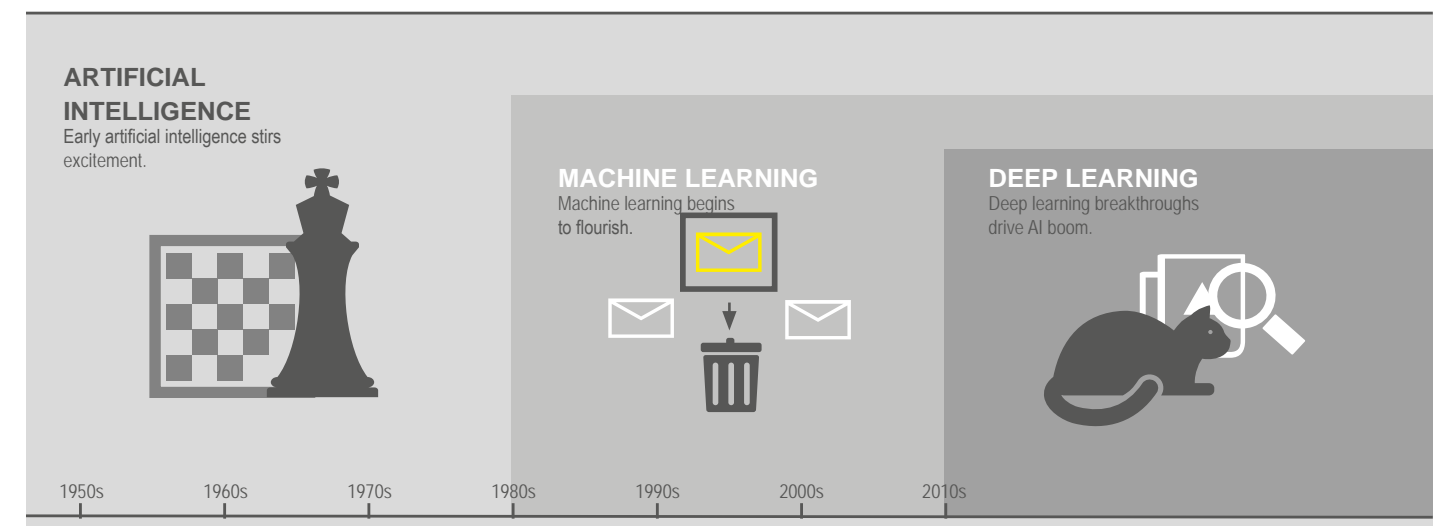 ARTIFICIAL
INTELLIGENCE
Early artificial intelligence stirs
excitement.
MACHINE LEARNING
Machine learning begins
to flourish.
DEEP LEARNING
Deep learning breakthroughs
drive AI boom.
1950s 1960s 1970s 1980s 1990s 2000s 2010s